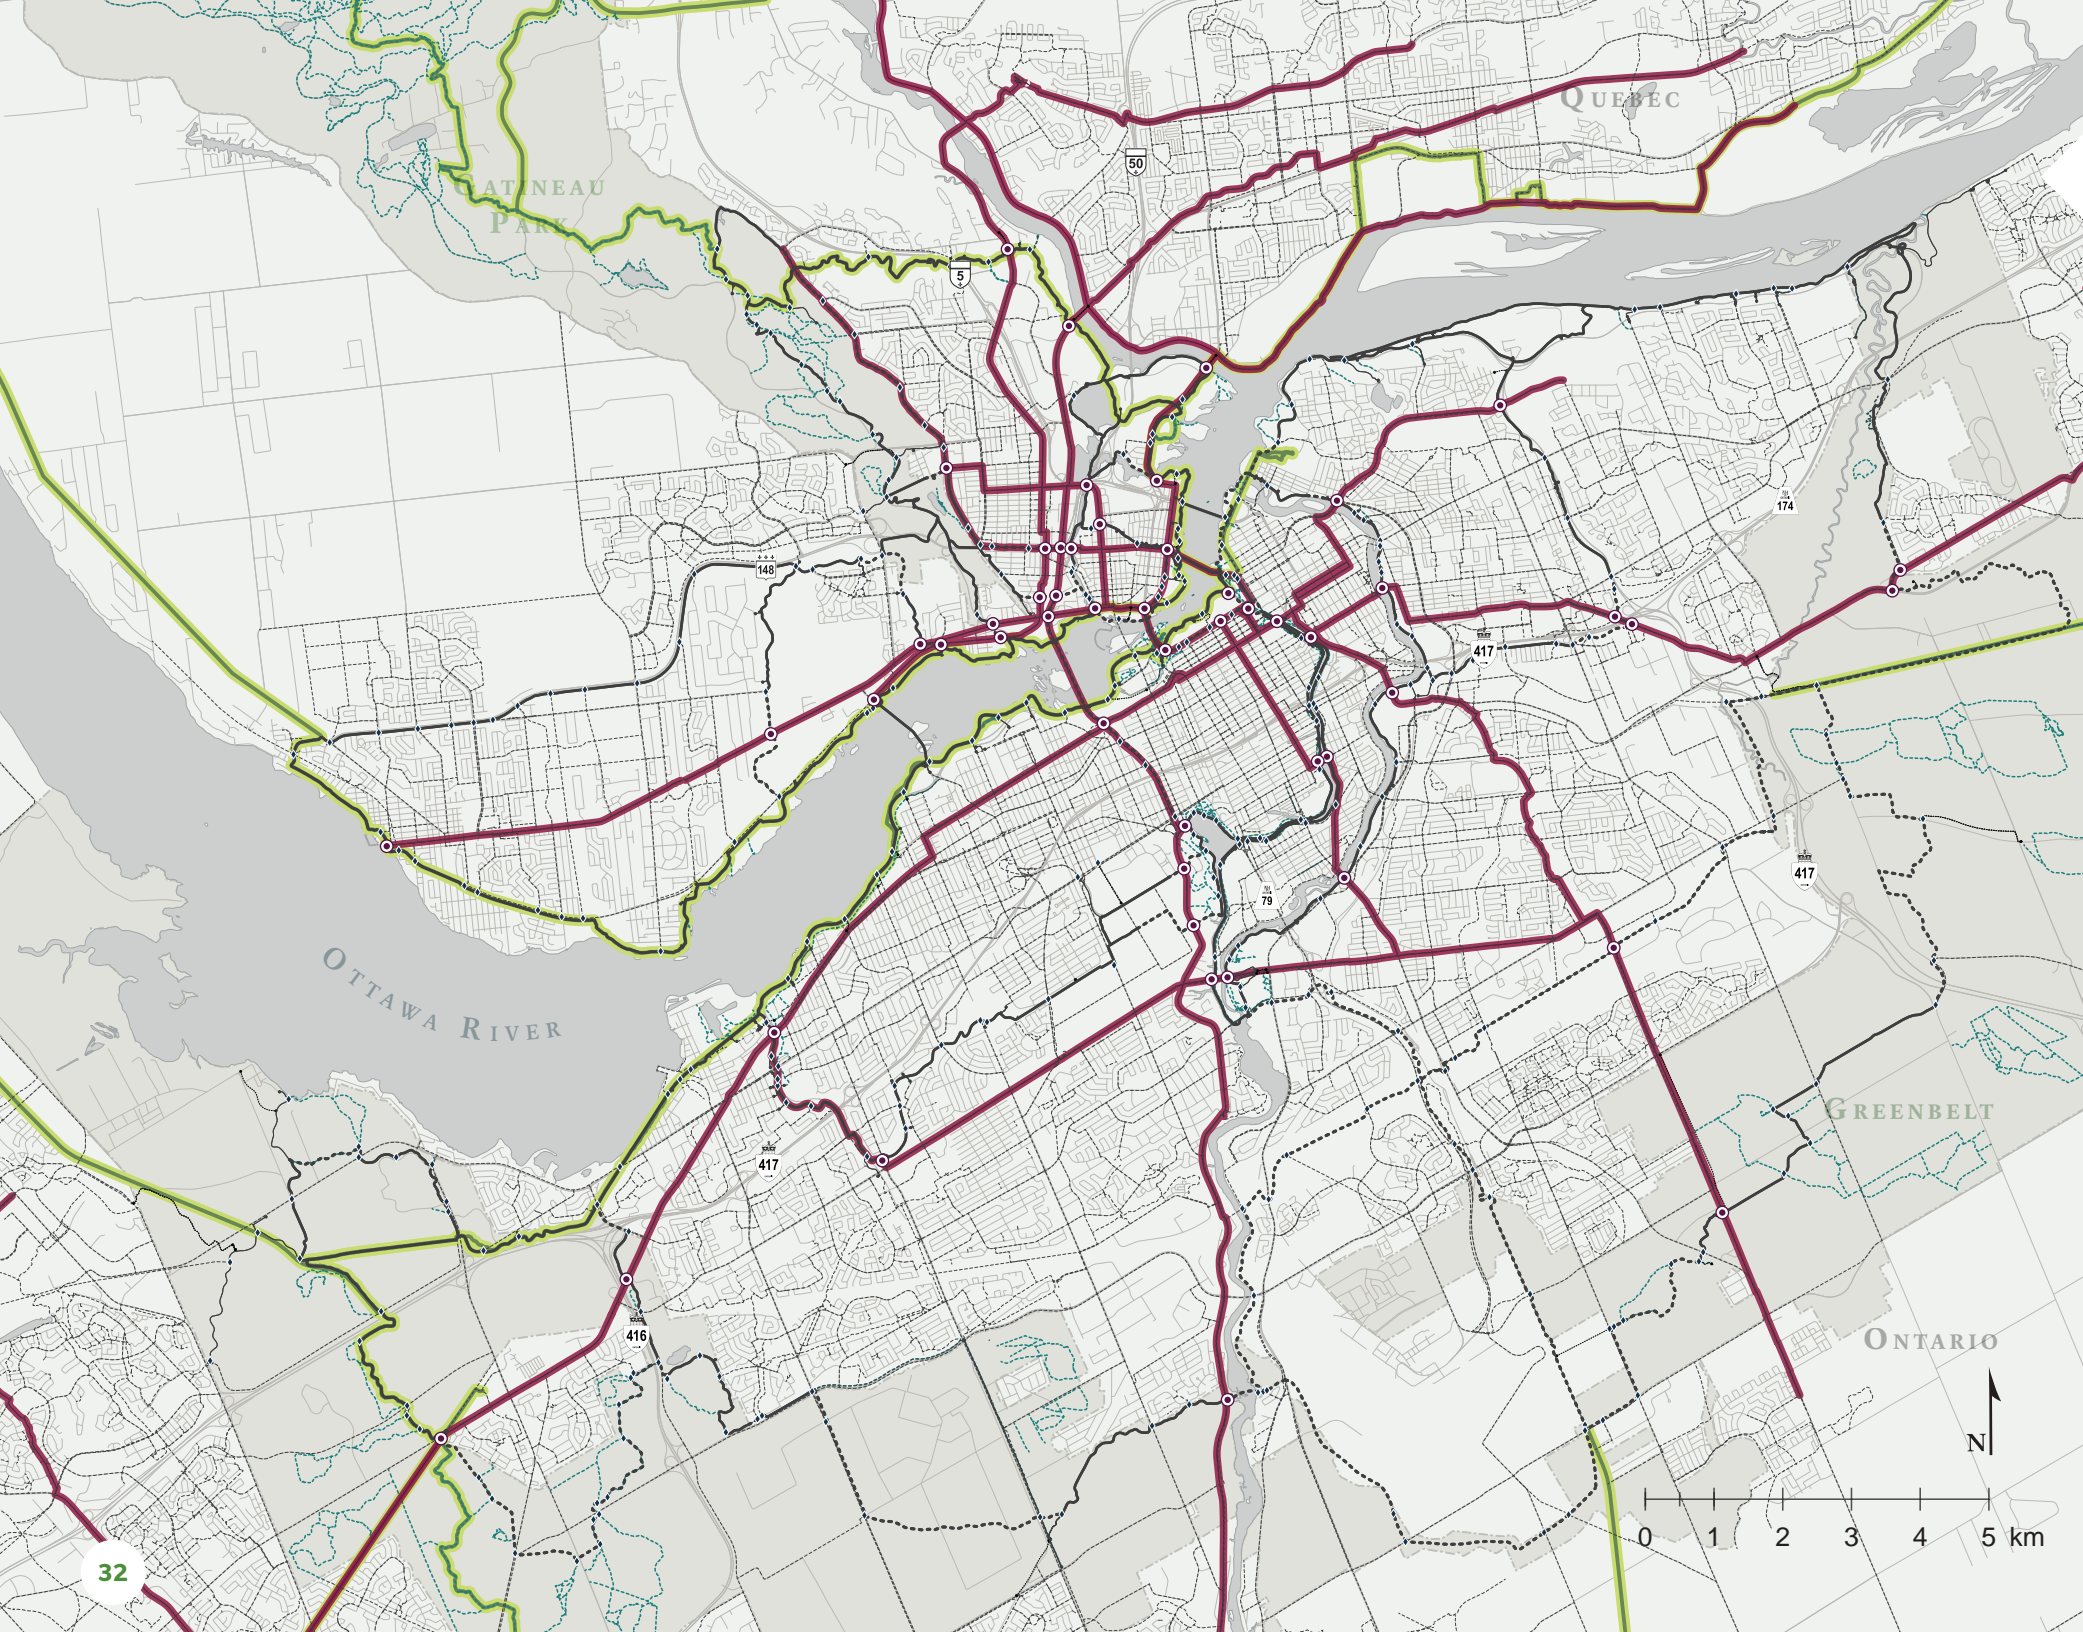 QUEBEC
50
GATINEAU
PARK
5
174
148
417
417
79
OTTAWA RIVER
GREENBELT
417
416
ONTARIO
N
0 1 2 3 4 5 km
32